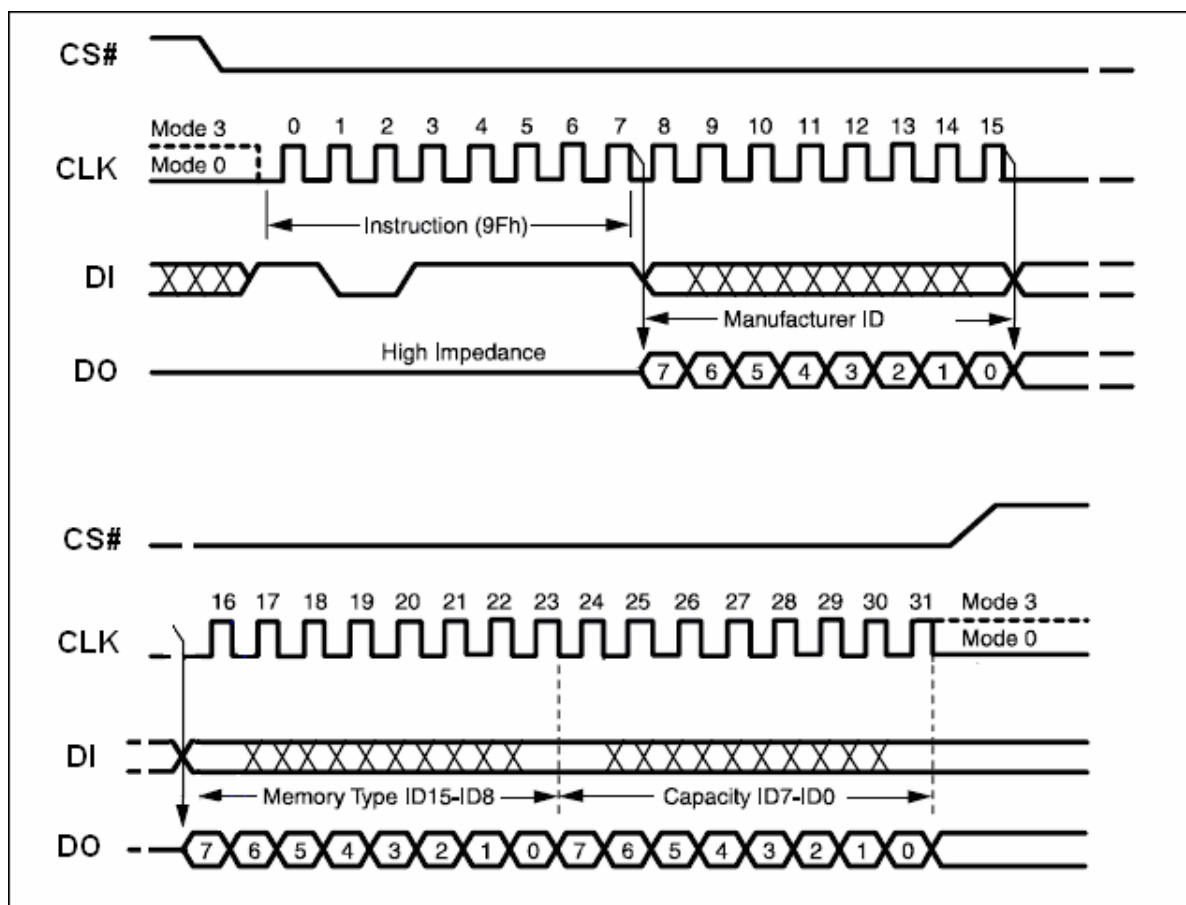 CS#
0 1 2 3 4 5 6 7 8 9 10 11 12 13 14 15
Mode 3
CLK Mode 0
Instruction (9Fh)
DI
Manufacturer ID
High Impedance
DO 7 6 5 4 3 2 1 0
CS#
16 17 18 19 20 21 22 23 24 25 26 27 28 29 30 31 Mode 3
CLK Mode 0
DI
Memory Type ID15-ID8 Capacity ID7-ID0
DO 7 6 5 4 3 2 1 0 7 6 5 4 3 2 1 0